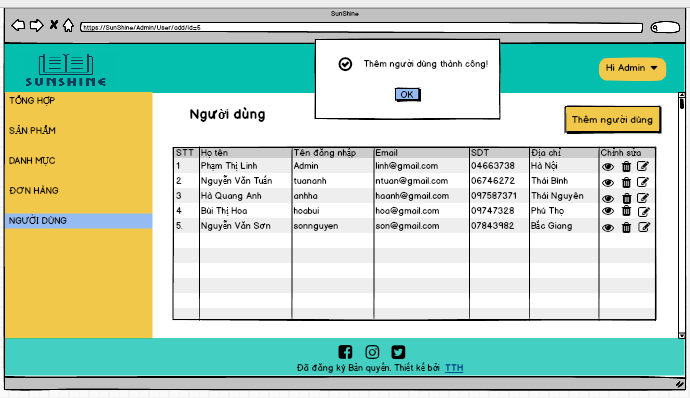 SunShine
https://SunShine/Admin/User/add/id=5
SUNSHINE
Thêm người dùng thành công!
OK
Hi Admin
TỔNG HỢP
SẢN PHẨM
DANH MỤC
ĐƠN HÀNG
NGƯỜI DÙNG
Người dùng
Thêm người dùng
STT Họ tên Tên đăng nhập Email SDT Địa chỉ Chỉnh sửa
1 Phạm Thị Linh Admin linh@gmail.com 04663738 Hà Nội
2 Nguyễn Văn Tuấn tuananh ntuan@gmail.com 06746272 Thái Bình
3 Hà Quang Anh anhha haanh@gmail.com 097587371 Thái Nguyên
4 Bùi Thị Hoa hoabui hoa@gmail.com 09747328 Phú Thọ
5. Nguyễn Văn Sơn sonnguyen son@gmail.com 07843982 Bắc Giang
Đã đăng ký Bản quyền. Thiết kế bởi TTH